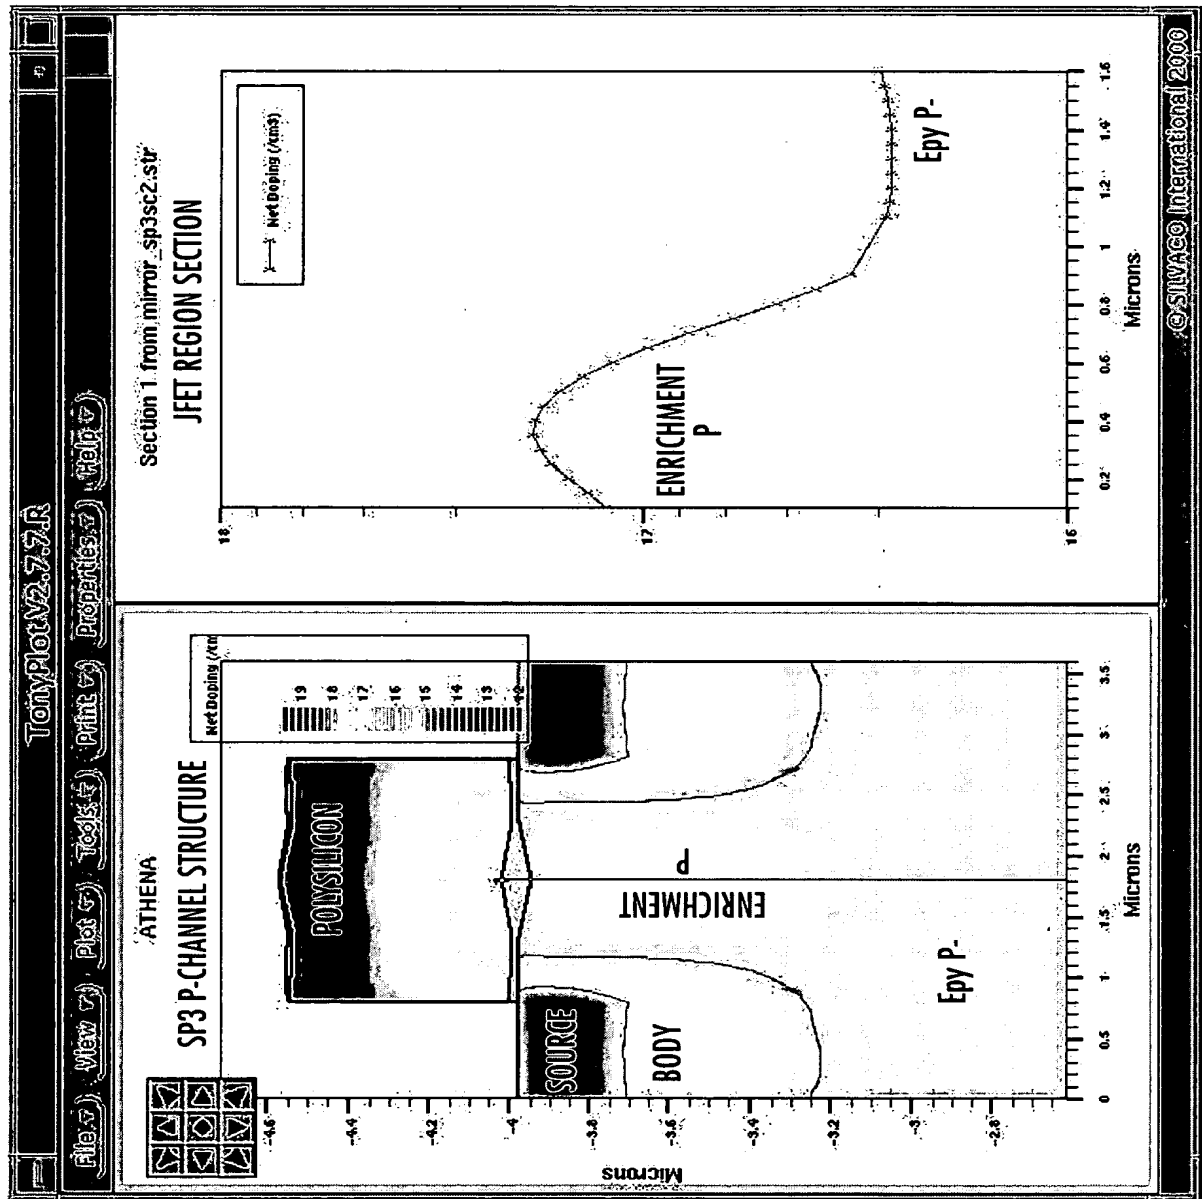 TonyPlot V2.7.7.R
File View Plot Tools Print Properties Help
ATHENA
SP3 P-CHANNEL STRUCTURE
Net Doping (/cm
19
18
17
16
15
14
13
12
POLYSILICON
SOURCE
BODY
ENRICHMENT
P
Epy P-
Microns
-4.6
-4.4
-4.2
-4
-3.8
-3.6
-3.4
-3.2
-3
-2.8
0 0.5 1 1.5 2 2.5 3 3.5
Microns
Section 1 from mirror_sp3sc2.str
JFET REGION SECTION
Net Doping (/cm3)
18
17
16
ENRICHMENT
P
Epy P-
0.2 0.4 0.6 0.8 1 1.2 1.4 1.6
Microns
© SILVACO International 2000